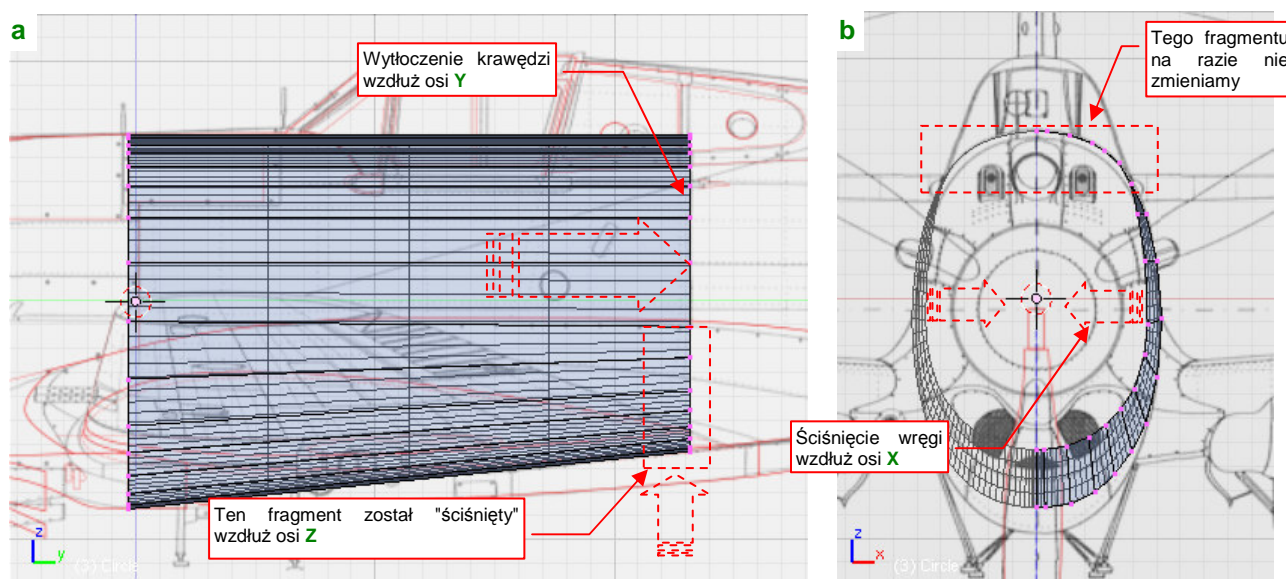 a
Wytłoczenie krawędzi
wzdłuż osi Y
Ten fragment został "ściśnięty"
wzdłuż osi Z
z
y
(3) Circle
b
Tego fragmentu
na razie nie
zmieniamy
Ściśnięcie wręgi
wzdłuż osi X
z
x
(3) Circle